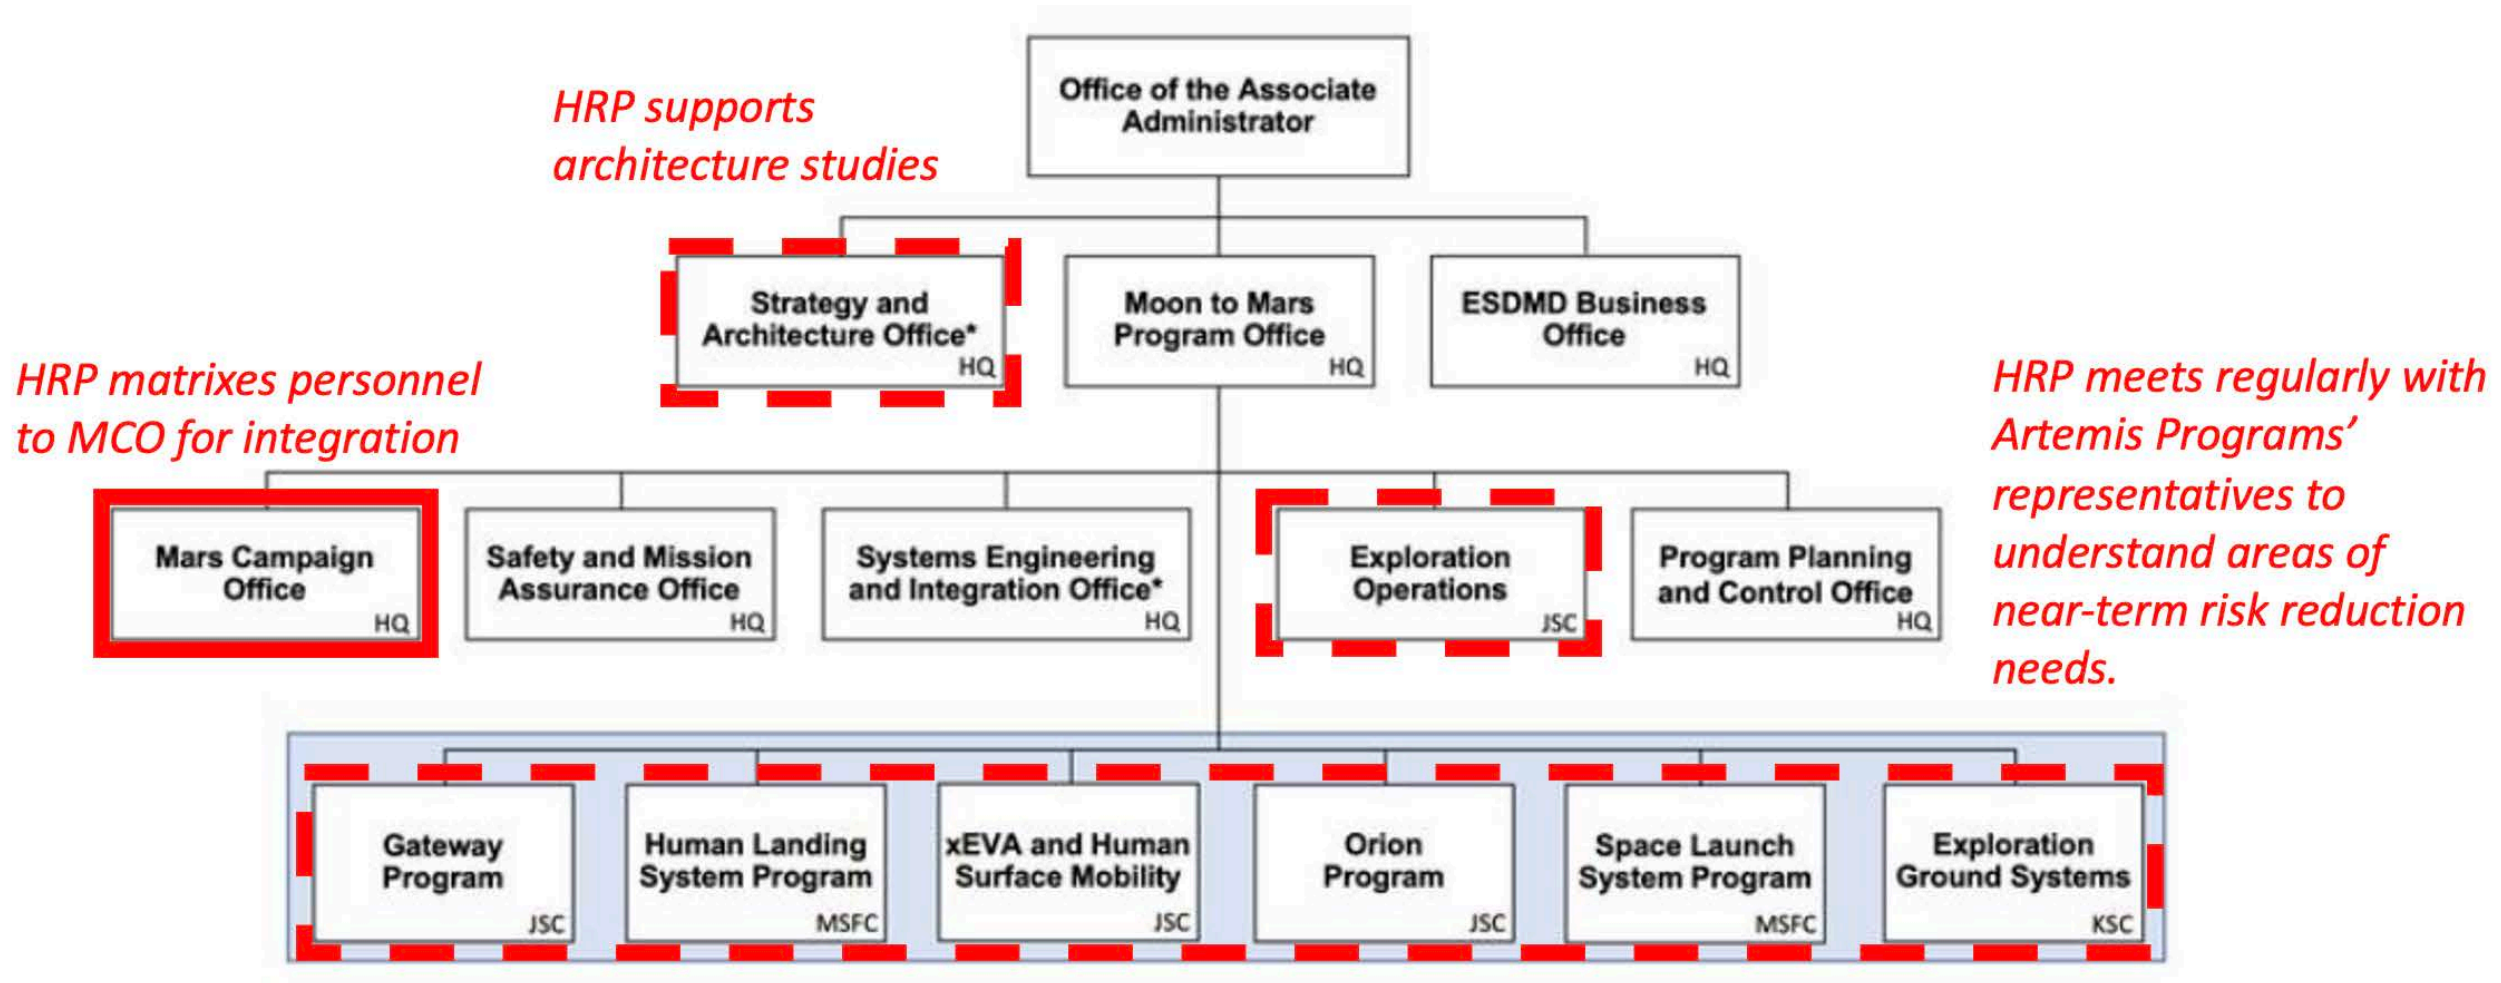 Office of the Associate
Administrator
HRP supports
architecture studies
Strategy and
Architecture Office*
HQ
Moon to Mars
Program Office
HQ
ESDMD Business
Office
HQ
HRP matrixes personnel
to MCO for integration
HRP meets regularly with
Artemis Programs’
representatives to
understand areas of
near-term risk reduction
needs.
Mars Campaign
Office
HQ
Safety and Mission
Assurance Office
HQ
Systems Engineering
and Integration Office*
HQ
Exploration
Operations
JSC
Program Planning
and Control Office
HQ
Gateway
Program
JSC
Human Landing
System Program
MSFC
xEVA and Human
Surface Mobility
JSC
Orion
Program
JSC
Space Launch
System Program
MSFC
Exploration
Ground Systems
KSC